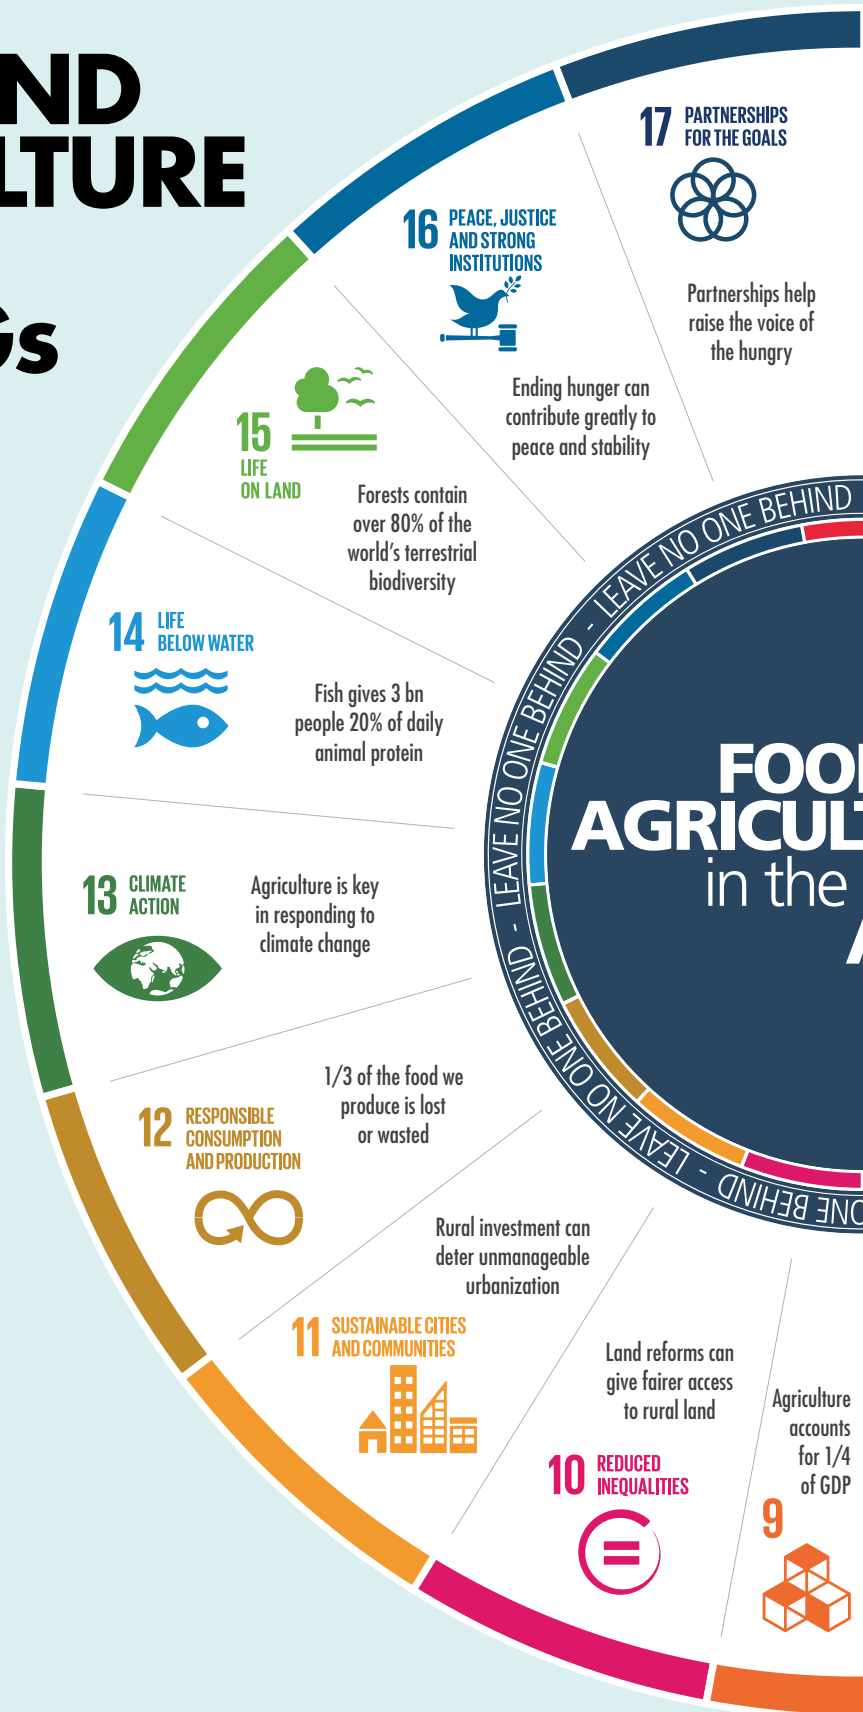 ND
LTURE
Gs
17 PARTNERSHIPS
FOR THE GOALS
Partnerships help
raise the voice of
the hungry
16 PEACE, JUSTICE
AND STRONG
INSTITUTIONS
Ending hunger can
contribute greatly to
peace and stability
15
LIFE
ON LAND
Forests contain
over 80% of the
world's terrestrial
biodiversity
14 LIFE
BELOW WATER
Fish gives 3 bn
people 20% of daily
animal protein
13 CLIMATE
ACTION
Agriculture is key
in responding to
climate change
12 RESPONSIBLE
CONSUMPTION
AND PRODUCTION
1/3 of the food we
produce is lost
or wasted
11 SUSTAINABLE CITIES
AND COMMUNITIES
Rural investment can
deter unmanageable
urbanization
10 REDUCED
INEQUALITIES
Land reforms can
give fairer access
to rural land
9
Agriculture
accounts
for 1/4
of GDP
ONE BEHIND - LEAVE NO ONE BEHIND - LEAVE NO ONE BEHIND - LEAVE NO ONE BEHIND
FOO
AGRICUL
in the